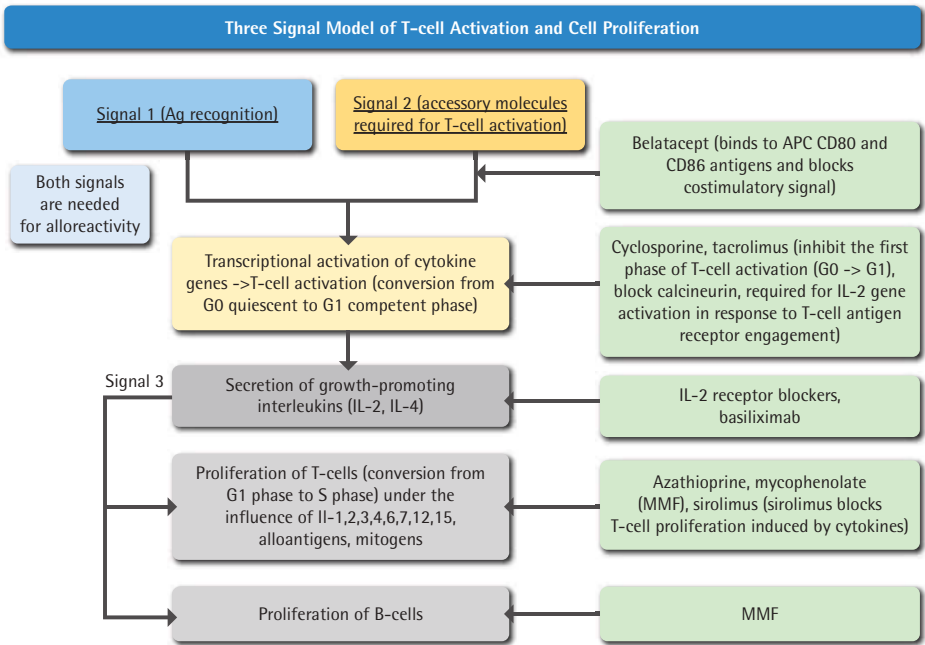 Three Signal Model of T-cell Activation and Cell Proliferation
Signal 1 (Ag recognition)
Signal 2 (accessory molecules
required for T-cell activation)
Belatacept (binds to APC CD80 and
CD86 antigens and blocks
costimulatory signal)
Both signals
are needed
for alloreactivity
Transcriptional activation of cytokine
genes ->T-cell activation (conversion from
G0 quiescent to G1 competent phase)
Cyclosporine, tacrolimus (inhibit the first
phase of T-cell activation (G0 -> G1),
block calcineurin, required for IL-2 gene
activation in response to T-cell antigen
receptor engagement)
Signal 3
Secretion of growth-promoting
interleukins (IL-2, IL-4)
IL-2 receptor blockers,
basiliximab
Proliferation of T-cells (conversion from
G1 phase to S phase) under the
influence of Il-1,2,3,4,6,7,12,15,
alloantigens, mitogens
Azathioprine, mycophenolate
(MMF), sirolimus (sirolimus blocks
T-cell proliferation induced by cytokines)
Proliferation of B-cells
MMF